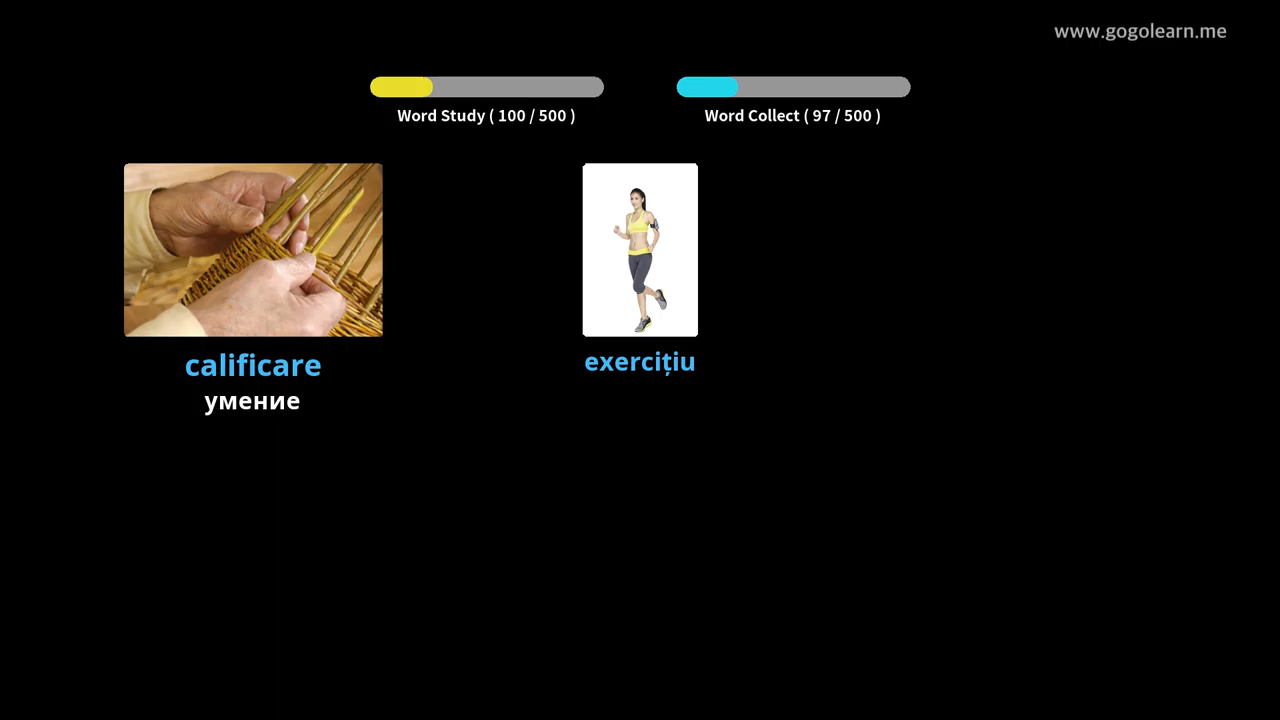 www.gogolearn.me
Word Study ( 100 / 500 )
Word Collect ( 97 / 500 )
calificare
умение
exercițiu